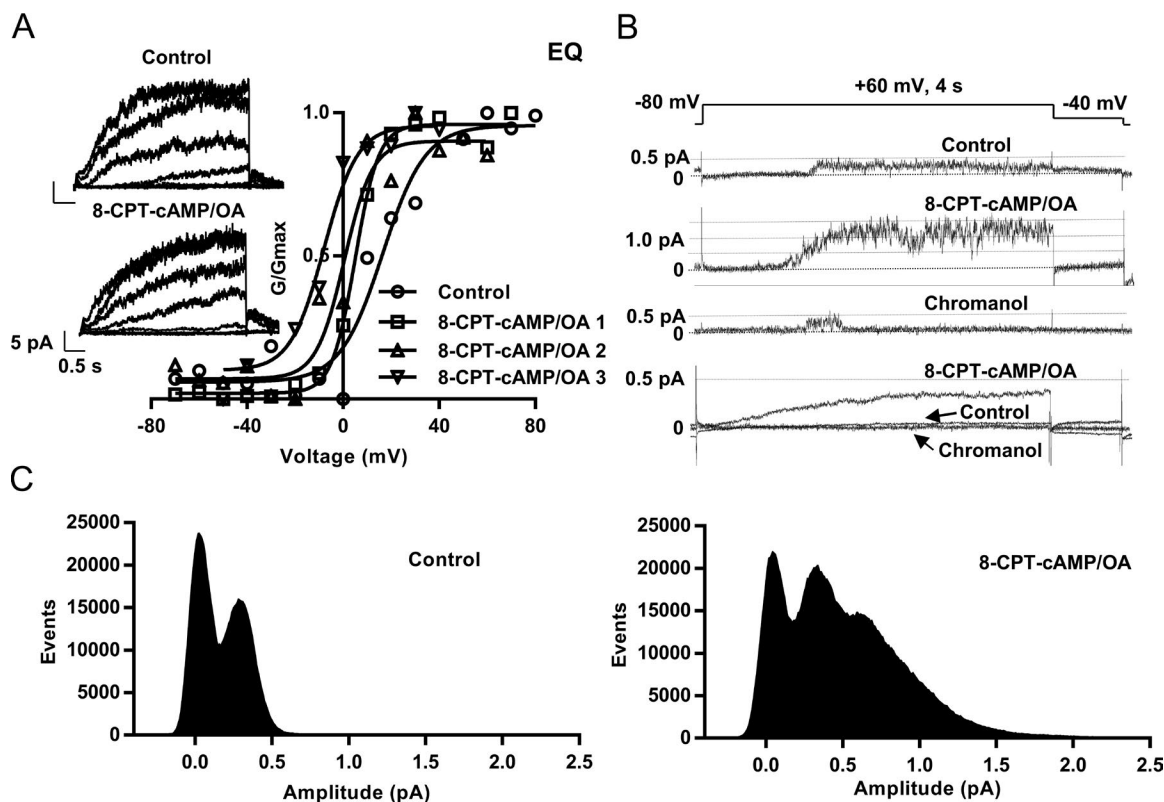 A
EQ
Control
8-CPT-cAMP/OA
5 pA
0.5 s
1.0
0.5
G/Gmax
Control
8-CPT-cAMP/OA 1
8-CPT-cAMP/OA 2
8-CPT-cAMP/OA 3
-80
-40
0
40
80
Voltage (mV)
B
+60 mV, 4 s
-80 mV
-40 mV
Control
0.5 pA
0
8-CPT-cAMP/OA
1.0 pA
0
Chromanol
0.5 pA
0
8-CPT-cAMP/OA
0.5 pA
Control
0
Chromanol
C
25000
20000
15000
10000
5000
0
Events
Control
0.0 0.5 1.0 1.5 2.0 2.5
Amplitude (pA)
25000
20000
15000
10000
5000
0
Events
8-CPT-cAMP/OA
0.0 0.5 1.0 1.5 2.0 2.5
Amplitude (pA)